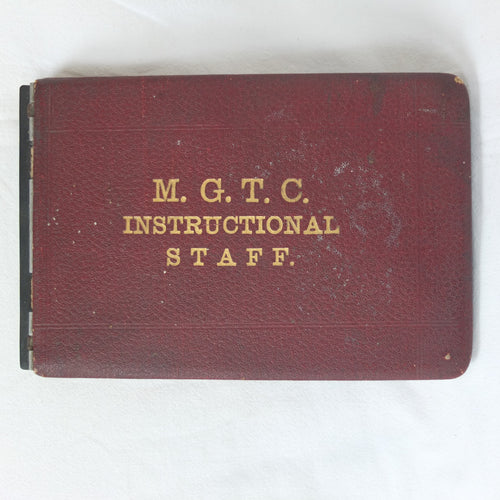 M. G. T. C.
INSTRUCTIONAL
STAFF.